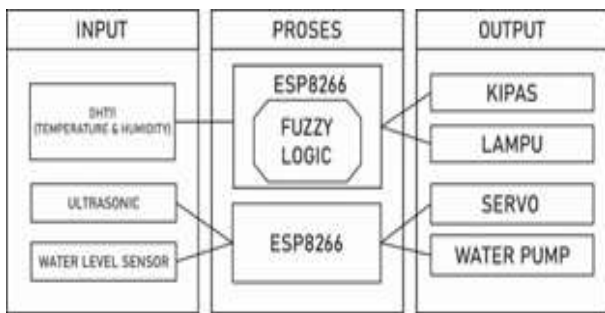 INPUT
DHT11
(TEMPERATURE & HUMIDITY)
ULTRASONIC
WATER LEVEL SENSOR
PROSES
ESP8266
FUZZY
LOGIC
ESP8266
OUTPUT
KIPAS
LAMPU
SERVO
WATER PUMP